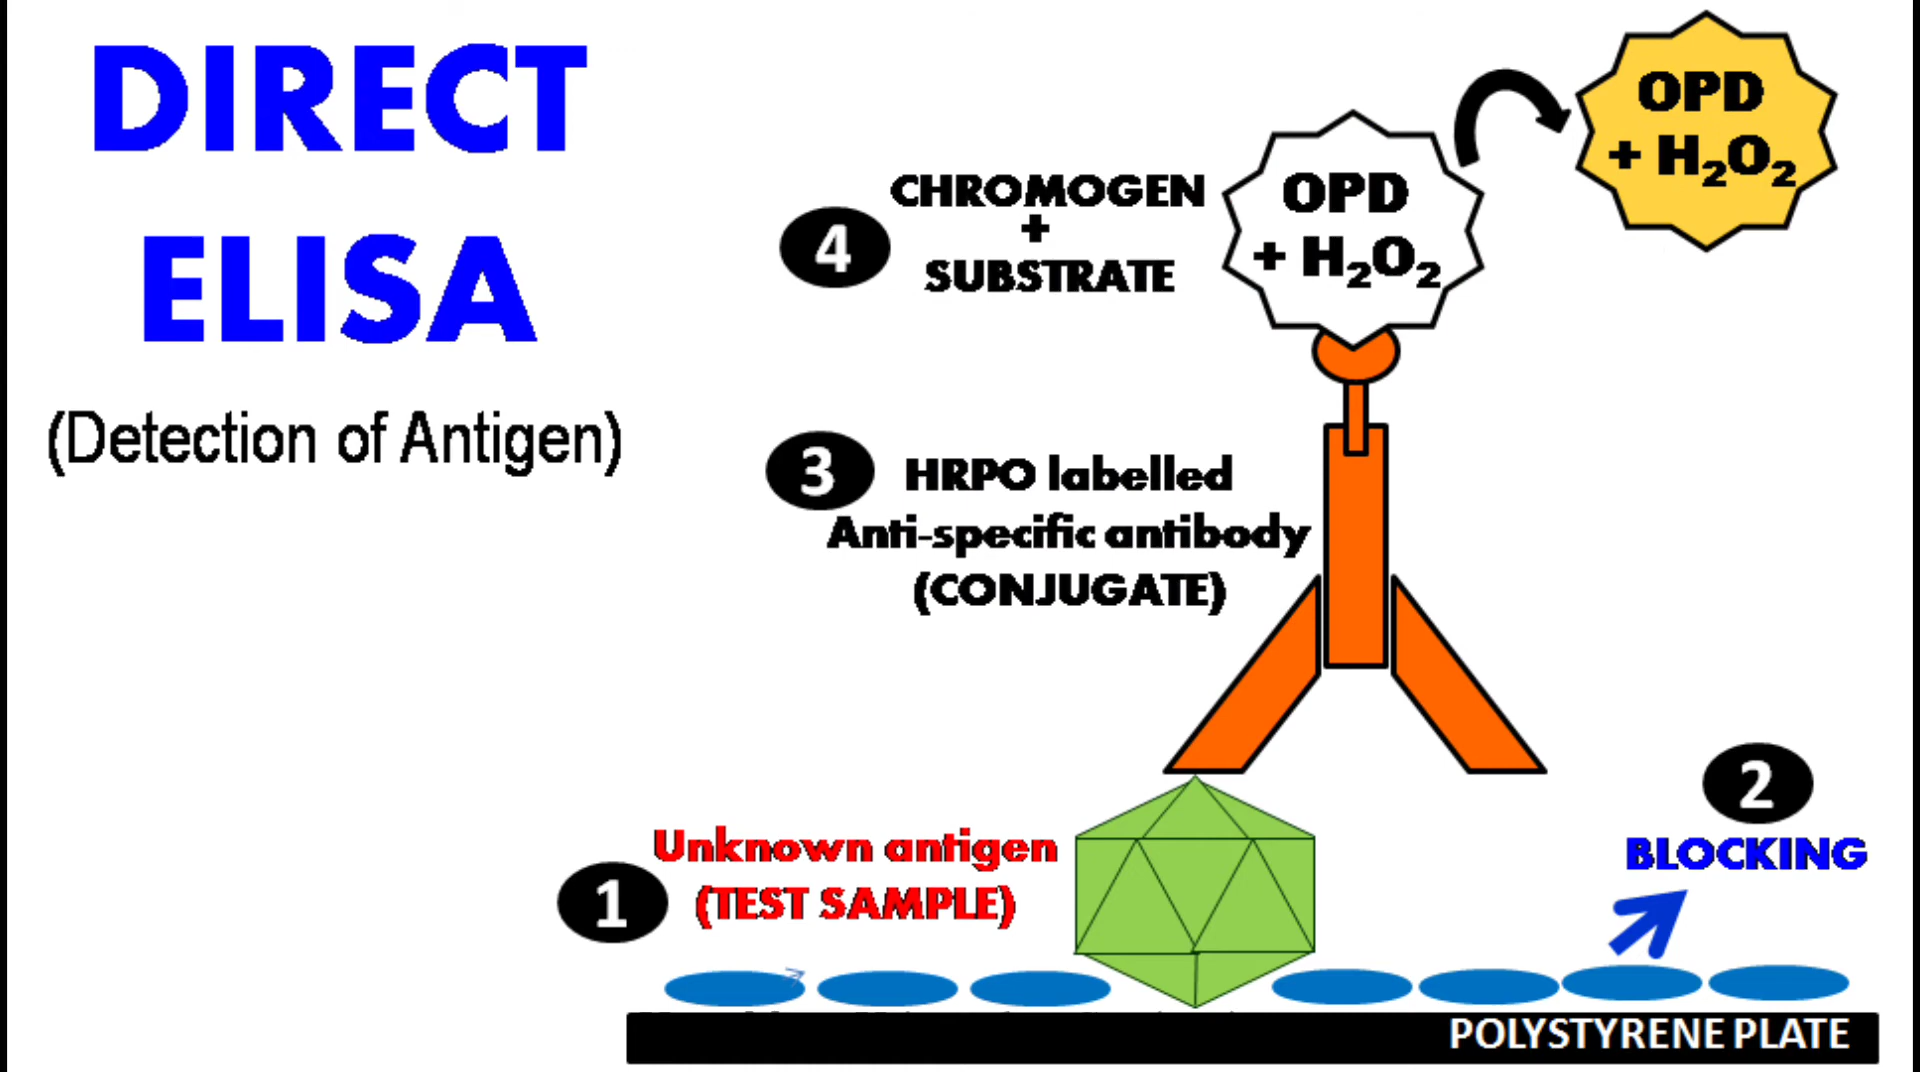 DIRECT
ELISA
(Detection of Antigen)
OPD
+ H₂O₂
4
CHROMOGEN
+
SUBSTRATE
OPD
+ H₂O₂
3
HRPO labelled
Anti-specific antibody
(CONJUGATE)
2
BLOCKING
1
Unknown antigen
(TEST SAMPLE)
POLYSTYRENE PLATE